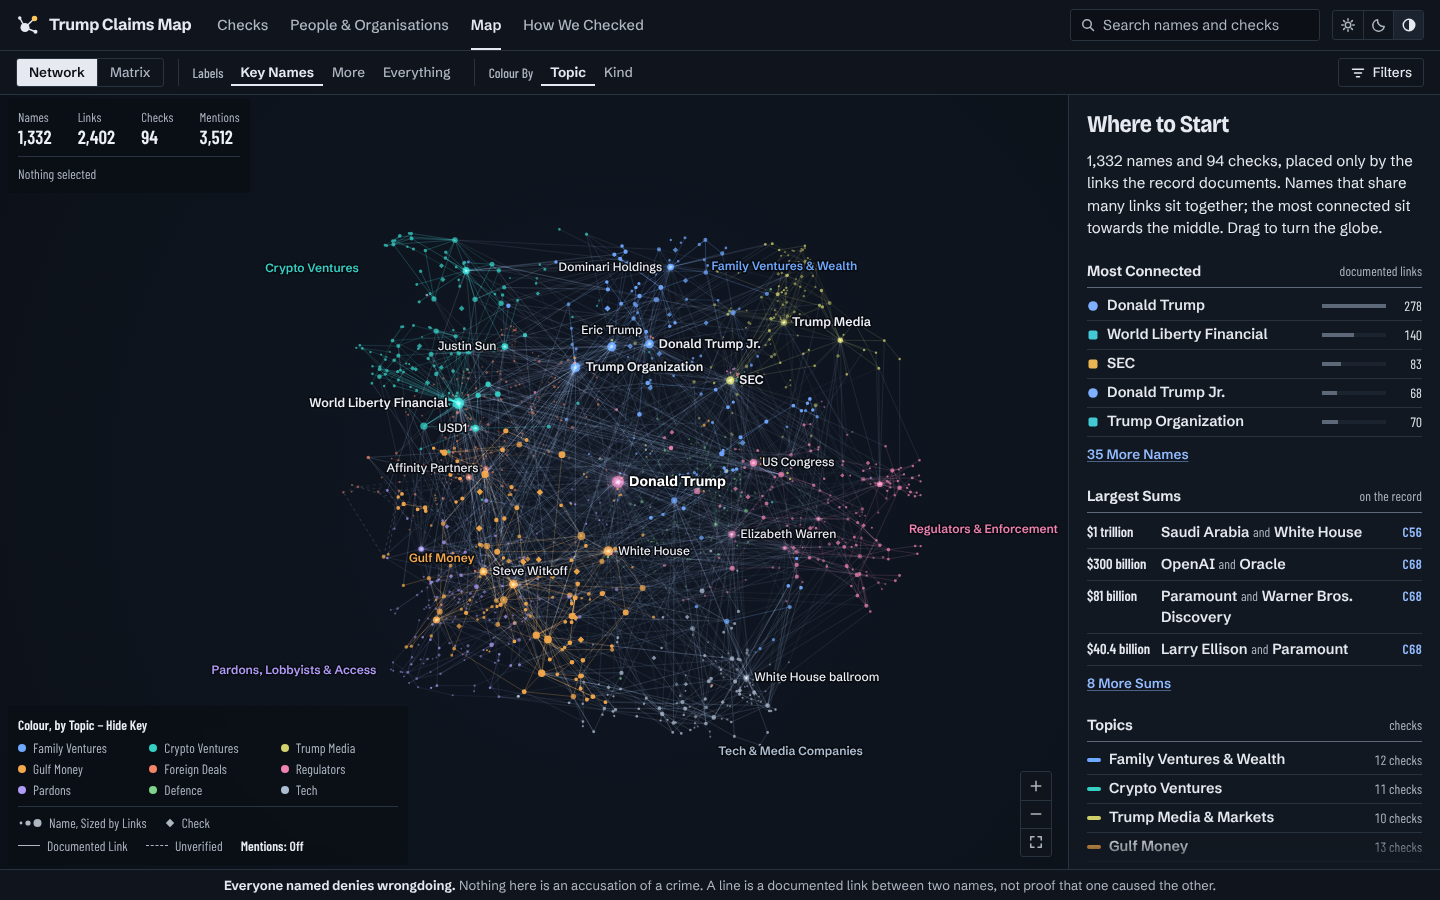 Trump Claims Map
Checks
People & Organisations
Map
How We Checked
Search names and checks
Network
Matrix
Labels
Key Names
More
Everything
Colour By
Topic
Kind
Filters
Names
Links
Checks
Mentions
1,332
2,402
94
3,512
Nothing selected
Crypto Ventures
Dominari Holdings
Family Ventures & Wealth
Eric Trump
Trump Media
Justin Sun
Donald Trump Jr.
Trump Organization
SEC
World Liberty Financial
USD1
Affinity Partners
US Congress
Donald Trump
Elizabeth Warren
Regulators & Enforcement
White House
Gulf Money
Steve Witkoff
Pardons, Lobbyists & Access
White House ballroom
Tech & Media Companies
Colour, by Topic – Hide Key
Family Ventures
Crypto Ventures
Trump Media
Gulf Money
Foreign Deals
Regulators
Pardons
Defence
Tech
Name, Sized by Links
Check
Documented Link
Unverified
Mentions: Off
Where to Start
1,332 names and 94 checks, placed only by the
links the record documents. Names that share
many links sit together; the most connected sit
towards the middle. Drag to turn the globe.
Most Connected
documented links
Donald Trump
278
World Liberty Financial
140
SEC
83
Donald Trump Jr.
68
Trump Organization
70
35 More Names
Largest Sums
on the record
$1 trillion
Saudi Arabia and White House
C56
$300 billion
OpenAI and Oracle
C68
$81 billion
Paramount and Warner Bros.
Discovery
C68
$40.4 billion
Larry Ellison and Paramount
C68
8 More Sums
Topics
checks
Family Ventures & Wealth
12 checks
Crypto Ventures
11 checks
Trump Media & Markets
10 checks
Gulf Money
13 checks
Everyone named denies wrongdoing. Nothing here is an accusation of a crime. A line is a documented link between two names, not proof that one caused the other.